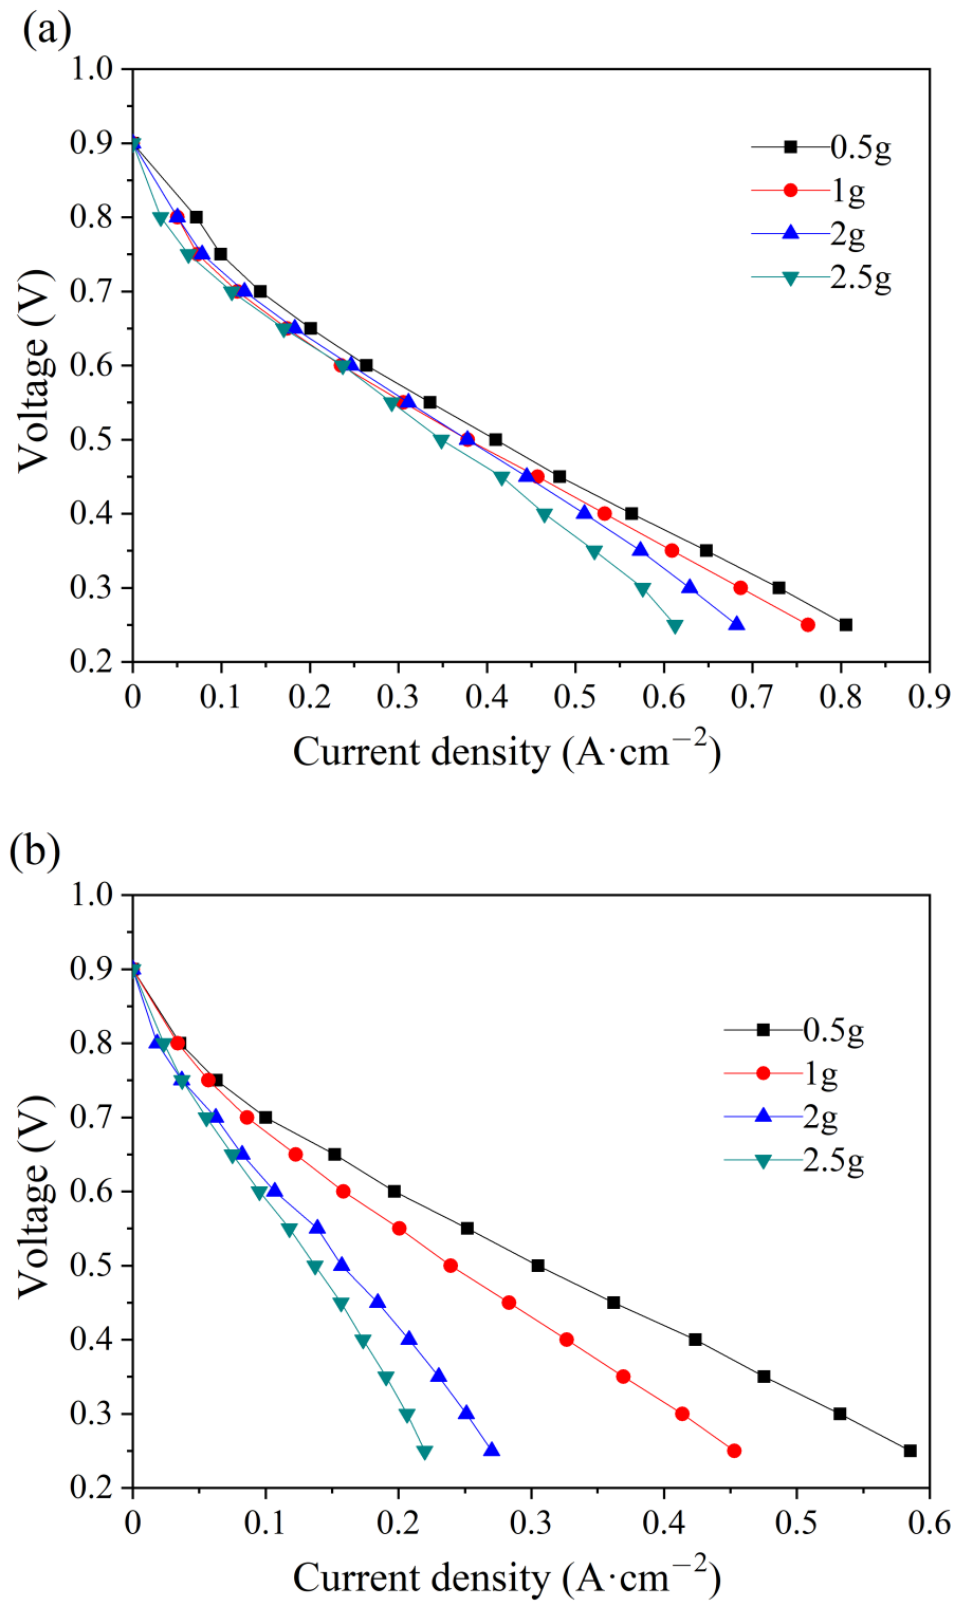 (a)
1.0
0.9
0.8
0.7
0.6
0.5
0.4
0.3
0.2
Voltage (V)
0.5g
1g
2g
2.5g
0 0.1 0.2 0.3 0.4 0.5 0.6 0.7 0.8 0.9
Current density (A·cm⁻²)
(b)
1.0
0.9
0.8
0.7
0.6
0.5
0.4
0.3
0.2
Voltage (V)
0.5g
1g
2g
2.5g
0 0.1 0.2 0.3 0.4 0.5 0.6
Current density (A·cm⁻²)